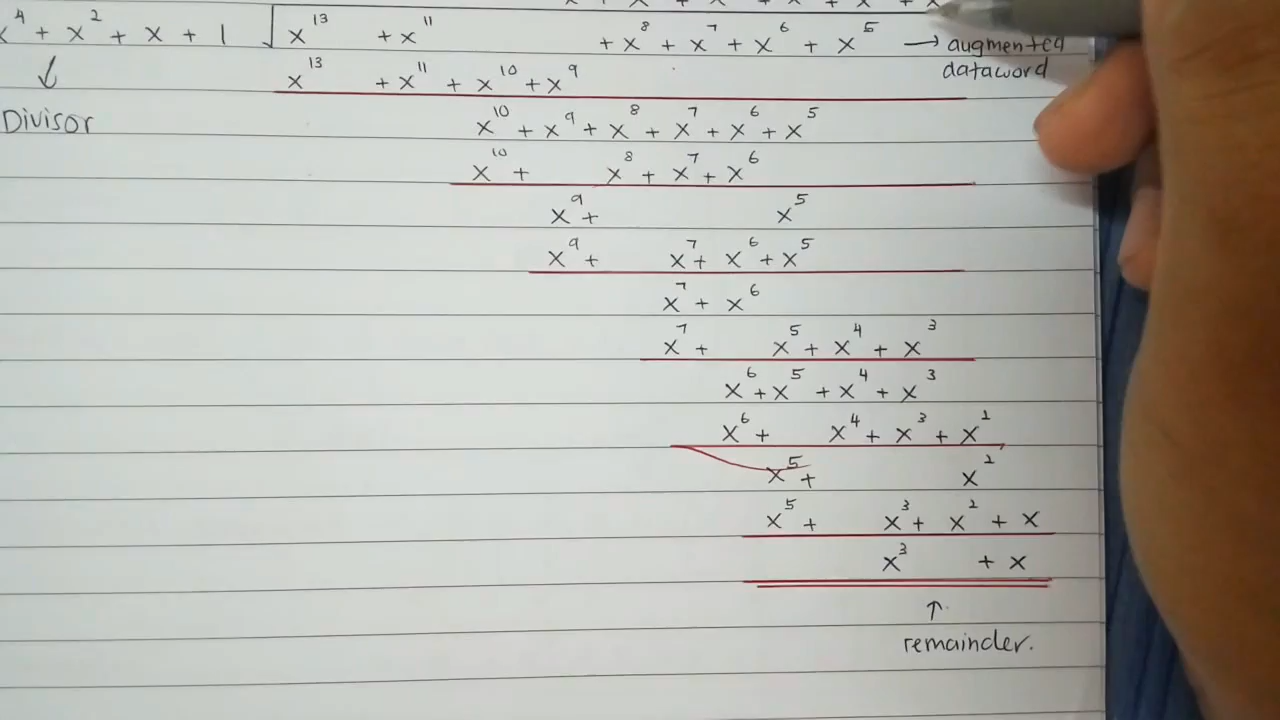 x⁴ + x² + x + 1 x¹³ + x¹¹ + x⁸ + x⁷ + x⁶ + x⁵ → augmented
dataword
x¹³ + x¹¹ + x¹⁰ + x⁹
Divisor
x¹⁰ + x⁹ + x⁸ + x⁷ + x⁶ + x⁵
x¹⁰ + x⁸ + x⁷ + x⁶
x⁹ + x⁵
x⁹ + x⁷ + x⁶ + x⁵
x⁷ + x⁶
x⁷ + x⁵ + x⁴ + x³
x⁶ + x⁵ + x⁴ + x³
x⁶ + x⁴ + x³ + x²
x⁵ + x²
x⁵ + x³ + x² + x
x³ + x
↑
remainder.